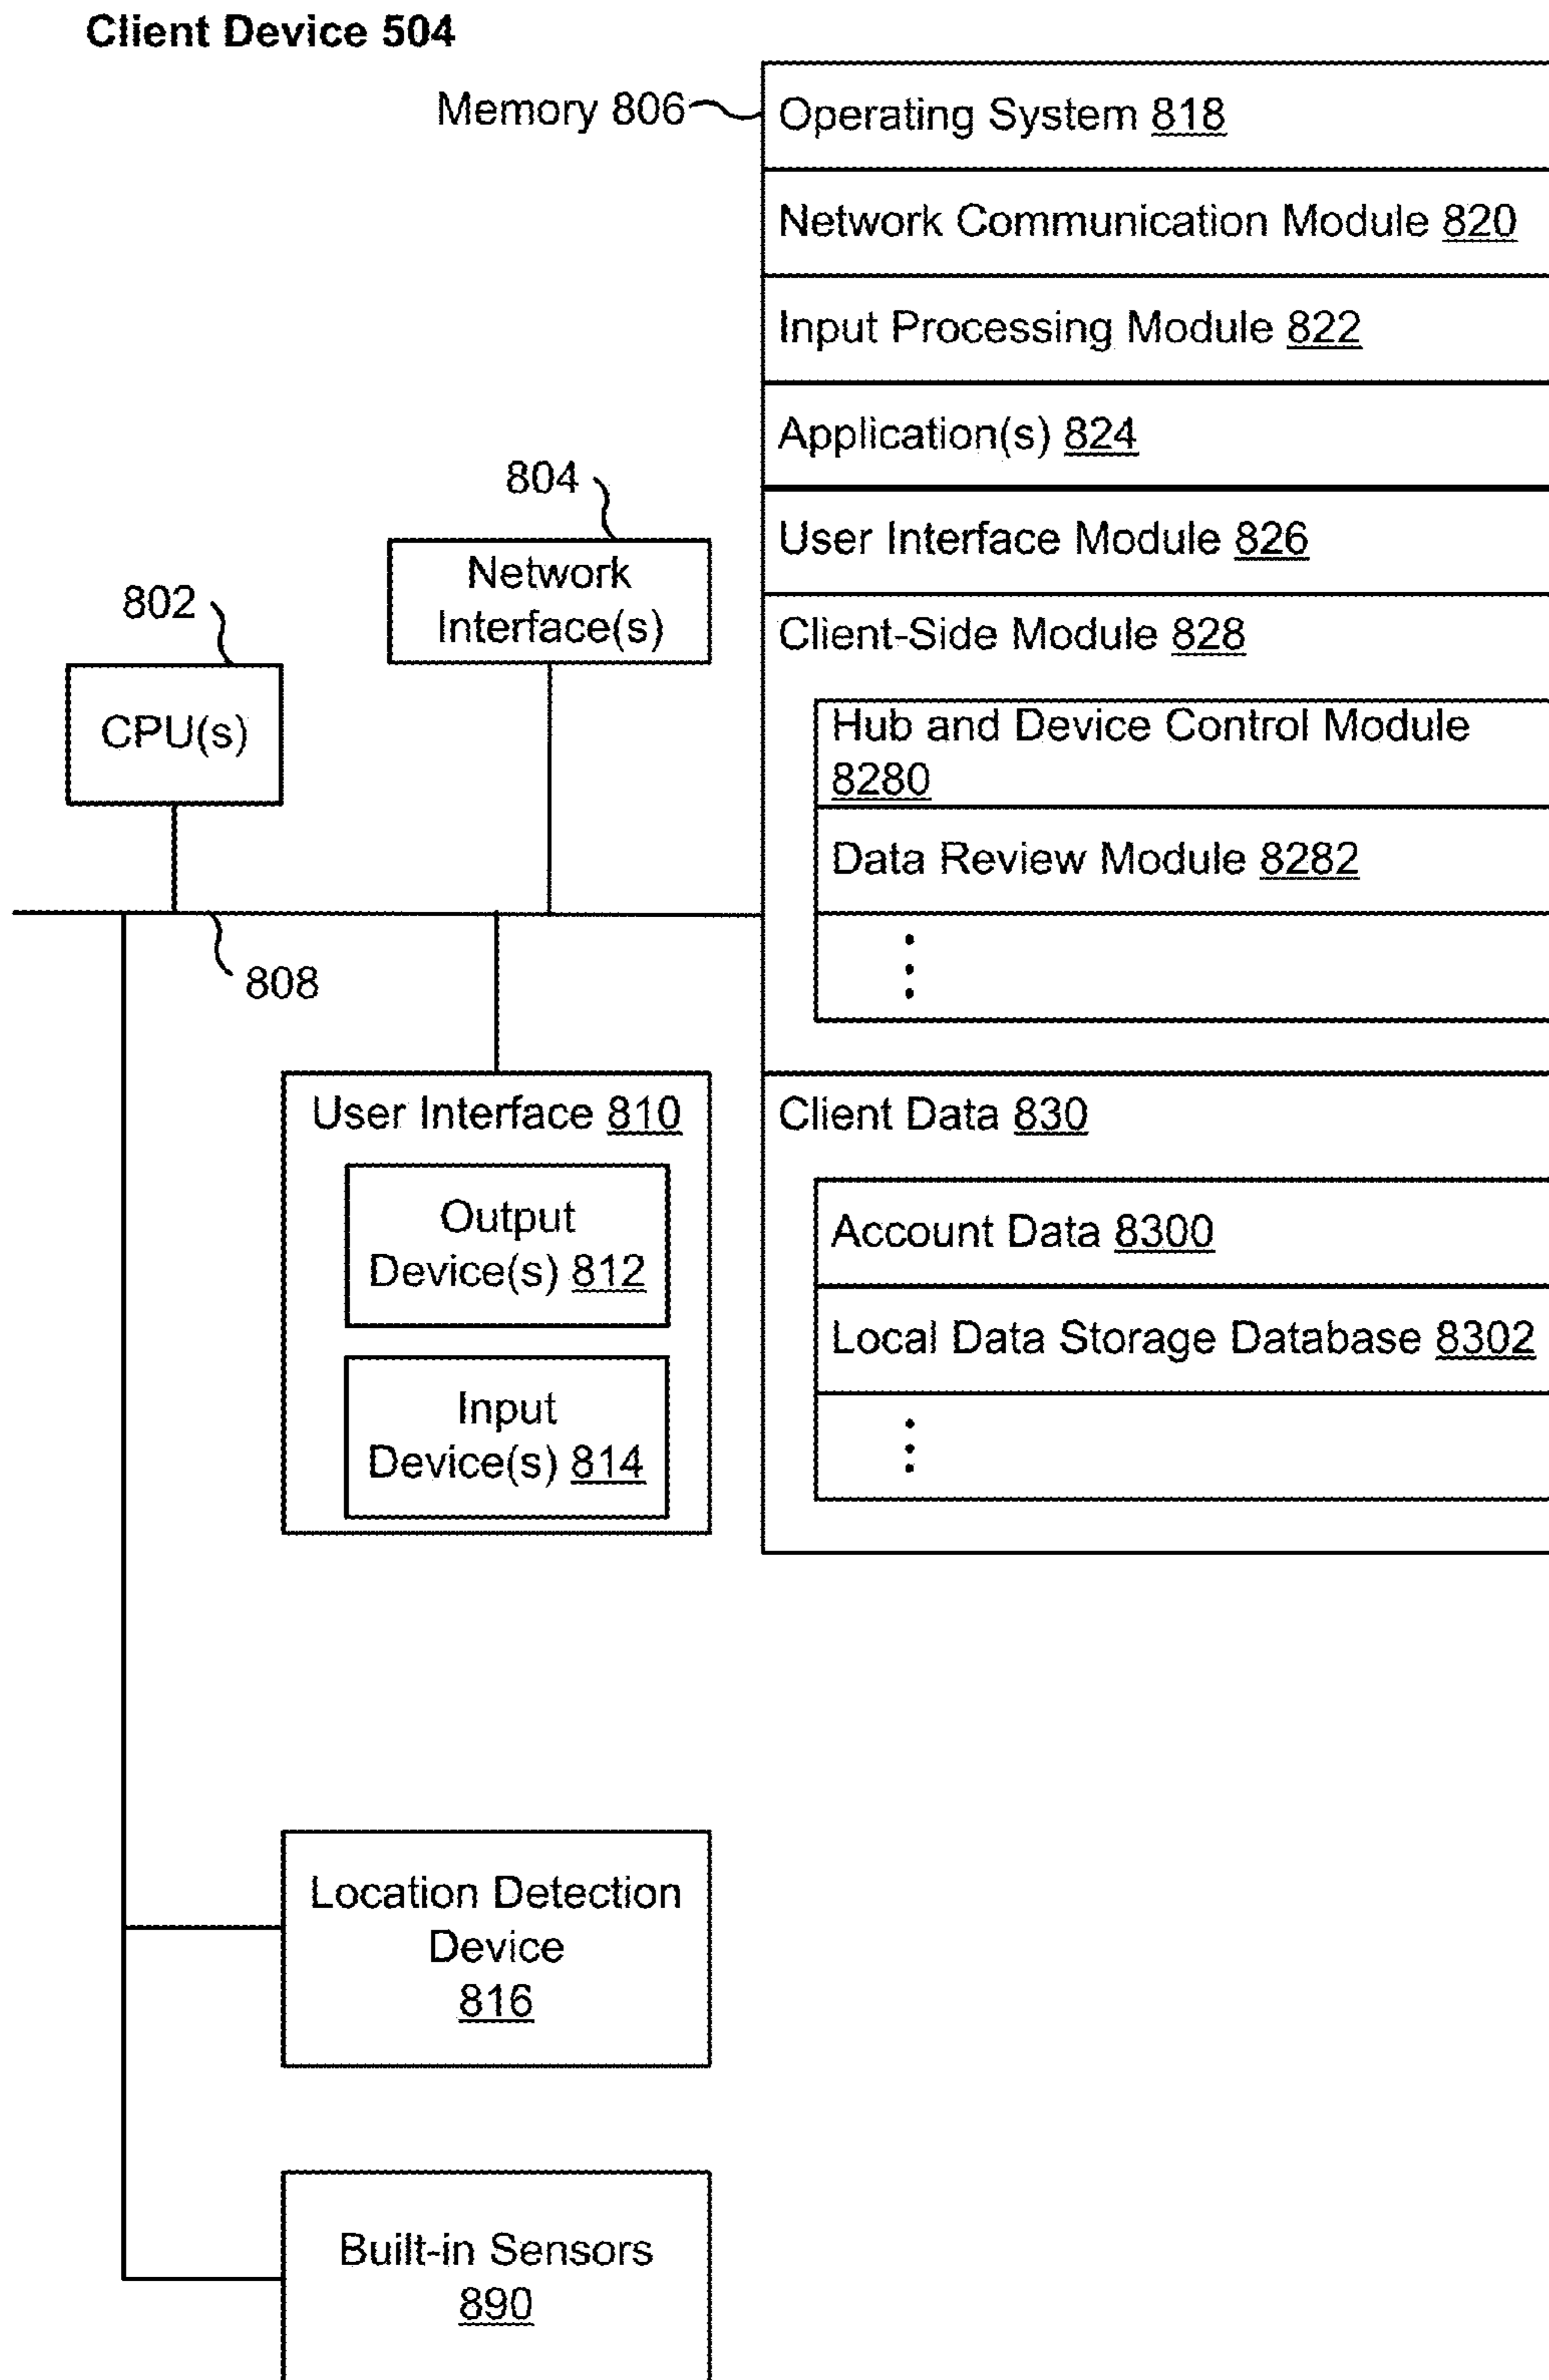 Client Device 504
Memory 806
Operating System 818
Network Communication Module 820
Input Processing Module 822
Application(s) 824
User Interface Module 826
Client-Side Module 828
Hub and Device Control Module
8280
Data Review Module 8282
804
Network
Interface(s)
802
CPU(s)
808
User Interface 810
Output
Device(s) 812
Input
Device(s) 814
Client Data 830
Account Data 8300
Local Data Storage Database 8302
Location Detection
Device
816
Built-in Sensors
890